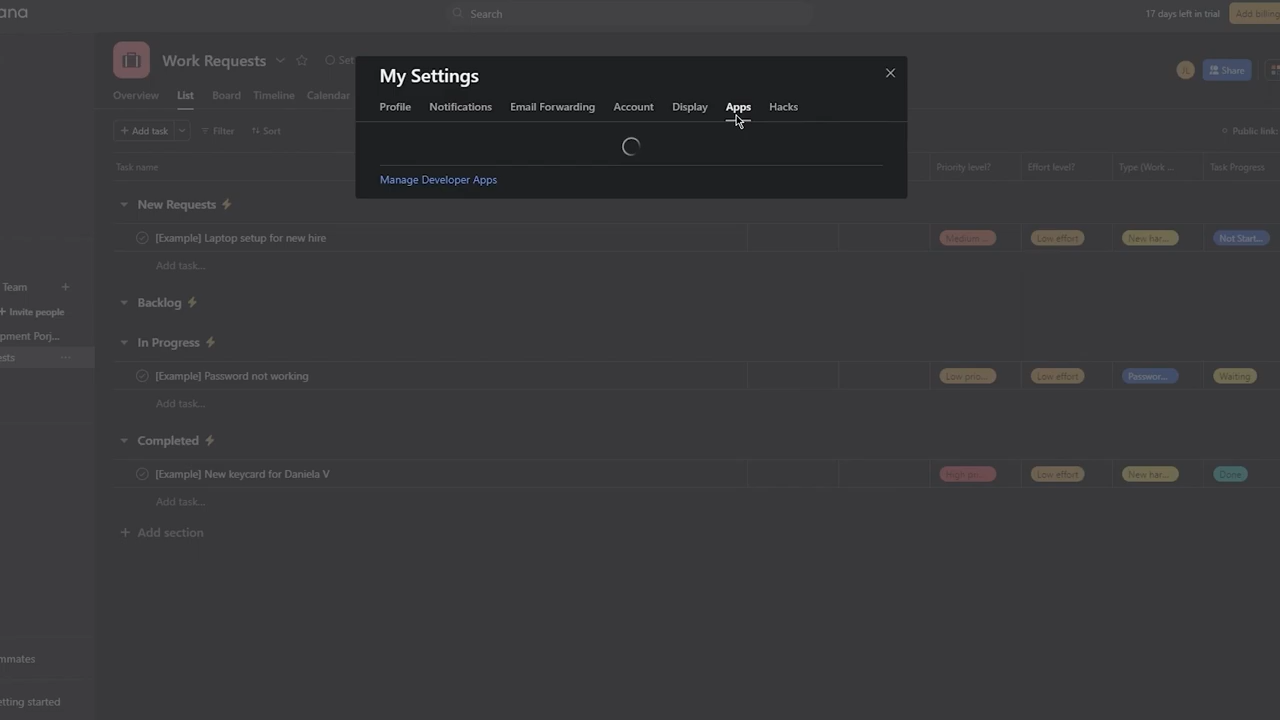 ana
Search
17 days left in trial
Add billing
Work Requests
Set
Share
Overview
List
Board
Timeline
Calendar
My Settings
Profile
Notifications
Email Forwarding
Account
Display
Apps
Hacks
Manage Developer Apps
+ Add task
Filter
Sort
Public link:
Task name
Priority level?
Effort level?
Type (Work ...
Task Progress
New Requests
[Example] Laptop setup for new hire
Medium ...
Low effort
New har...
Not Start...
Add task...
Backlog
In Progress
[Example] Password not working
Low prio...
Low effort
Passwor...
Waiting
Add task...
Completed
[Example] New keycard for Daniela V
High pr...
Low effort
New har...
Done
Add task...
+ Add section
Team
+
+ Invite people
pment Porj...
ests
...
mmates
etting started